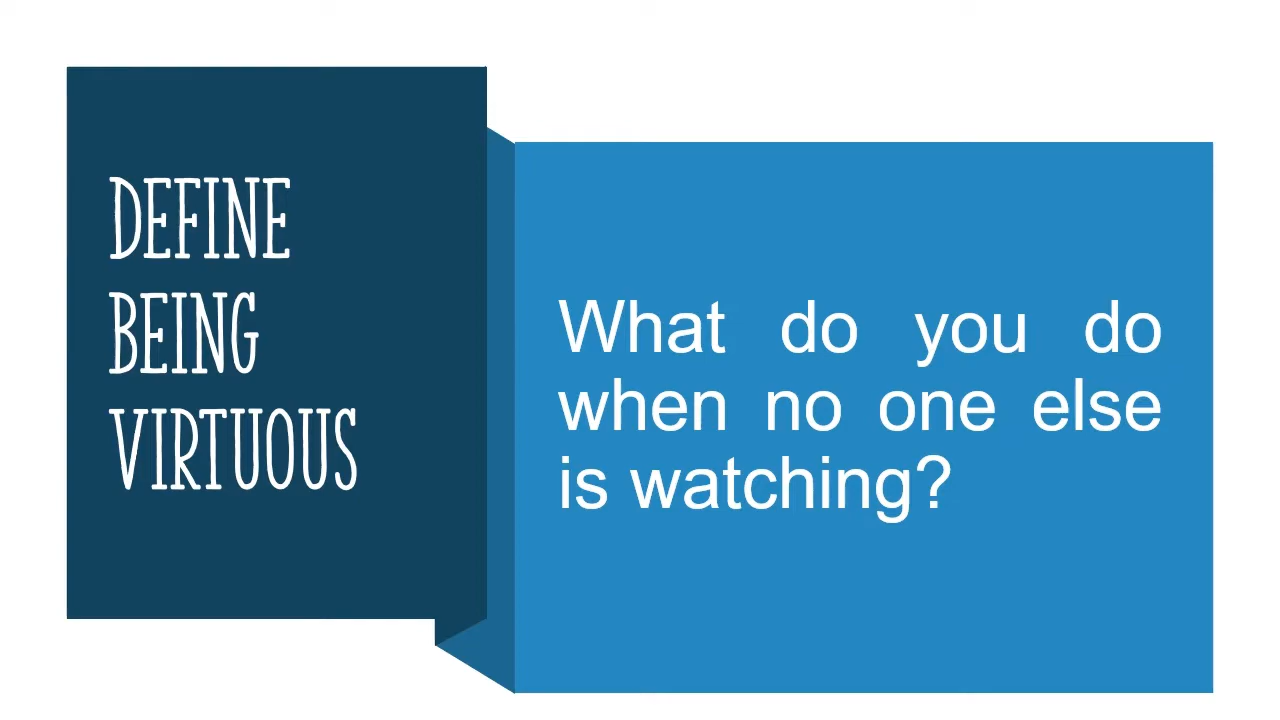 DEFINE
BEING
VIRTUOUS
What do you do
when no one else
is watching?